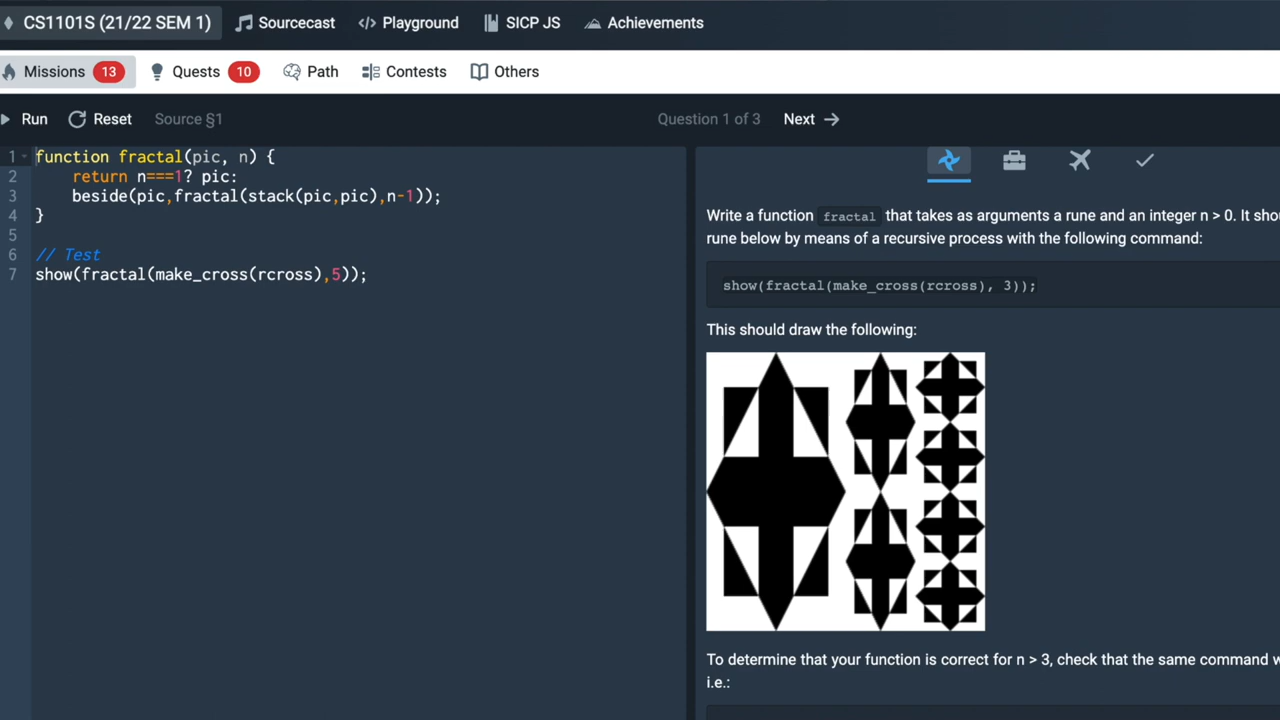 CS1101S (21/22 SEM 1) Sourcecast Playground SICP JS Achievements
Missions 13 Quests 10 Path Contests Others
Run Reset Source §1 Question 1 of 3 Next
1 function fractal(pic, n) {
2 return n===1? pic:
3 beside(pic,fractal(stack(pic,pic),n-1));
4 }
5
6 // Test
7 show(fractal(make_cross(rcross),5));
Write a function fractal that takes as arguments a rune and an integer n > 0. It
rune below by means of a recursive process with the following command:
show(fractal(make_cross(rcross), 3));
This should draw the following:
To determine that your function is correct for n > 3, check that the same command
i.e.: